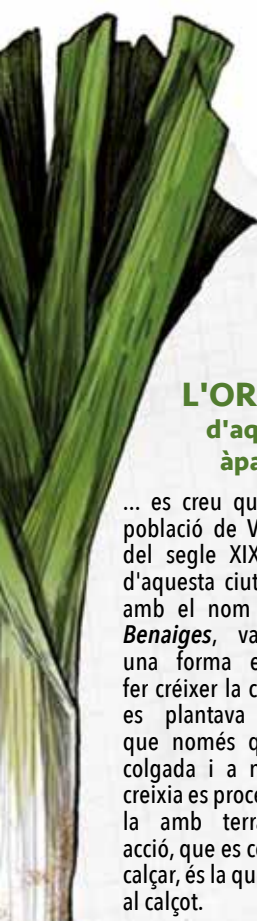 L'OR
d'aq
àpa
... es creu qu
població de V
del segle XIX
d'aquesta ciut
amb el nom
Benaiges, va
una forma e
fer créixer la c
es plantava
que només q
colgada i a n
creixia es proce
la amb terra
acció, que es co
calçar, és la qu
al calçot.